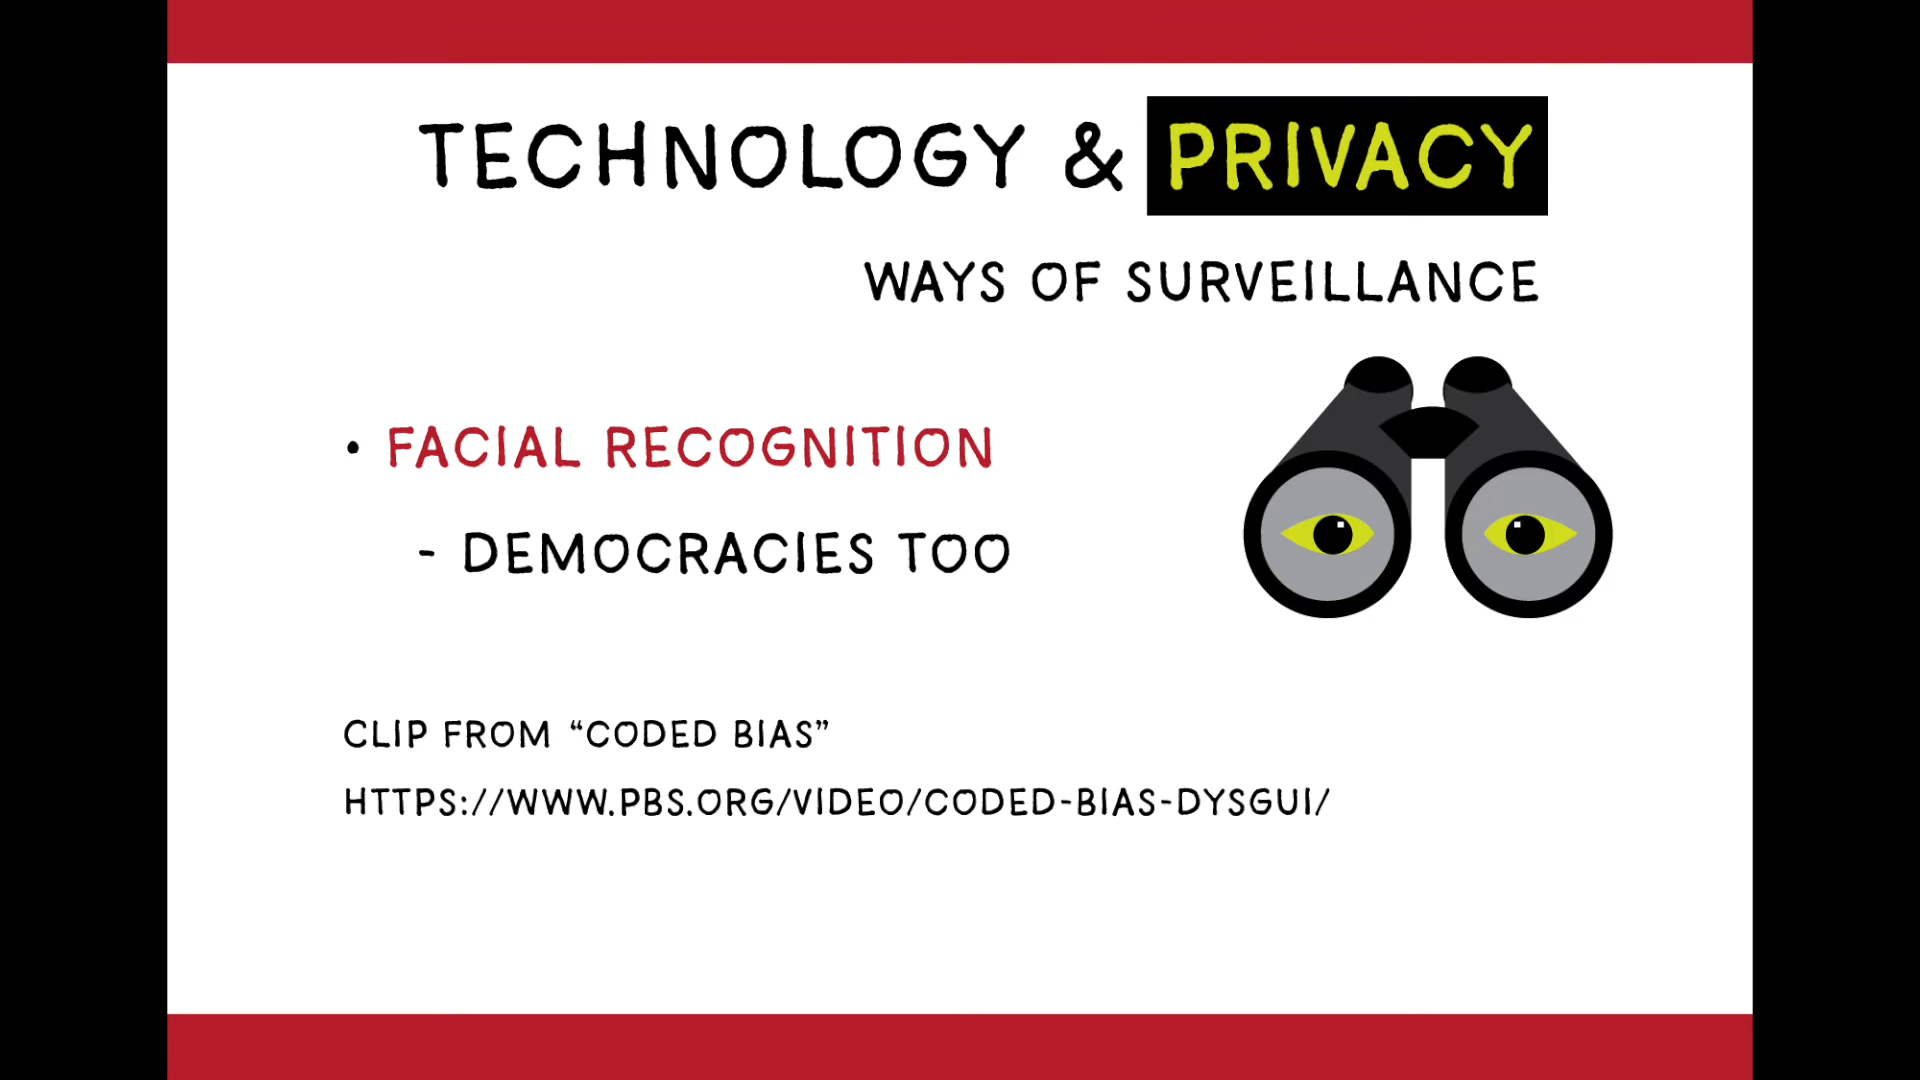 TECHNOLOGY & PRIVACY
WAYS OF SURVEILLANCE
• FACIAL RECOGNITION
- DEMOCRACIES TOO
CLIP FROM “CODED BIAS”
HTTPS://WWW.PBS.ORG/VIDEO/CODED-BIAS-DYSGUI/